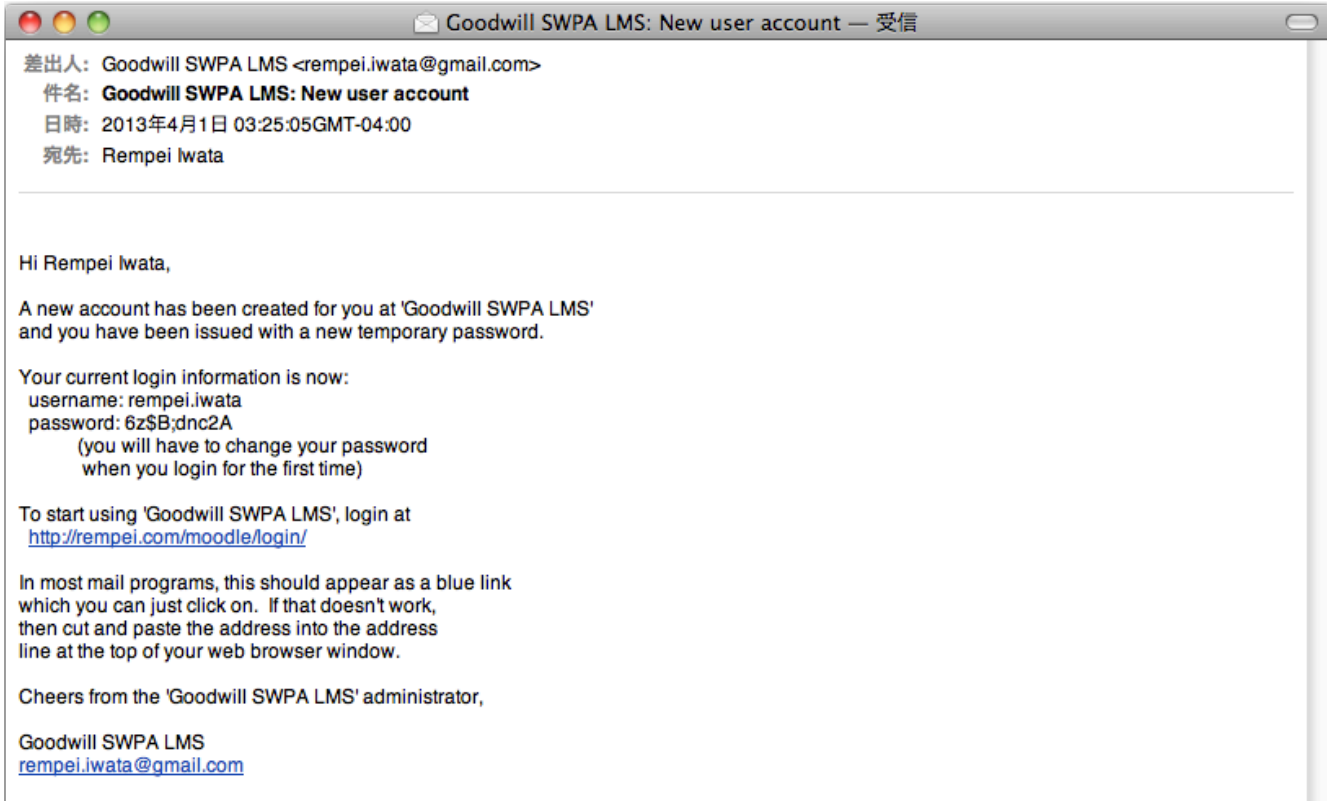 Goodwill SWPA LMS: New user account — 受信
差出人: Goodwill SWPA LMS <rempei.iwata@gmail.com>
件名: Goodwill SWPA LMS: New user account
日時: 2013年4月1日 03:25:05GMT-04:00
宛先: Rempei Iwata
Hi Rempei Iwata,
A new account has been created for you at 'Goodwill SWPA LMS'
and you have been issued with a new temporary password.
Your current login information is now:
username: rempei.iwata
password: 6z$B;dnc2A
(you will have to change your password
when you login for the first time)
To start using 'Goodwill SWPA LMS', login at
http://rempei.com/moodle/login/
In most mail programs, this should appear as a blue link
which you can just click on.  If that doesn't work,
then cut and paste the address into the address
line at the top of your web browser window.
Cheers from the 'Goodwill SWPA LMS' administrator,
Goodwill SWPA LMS
rempei.iwata@gmail.com